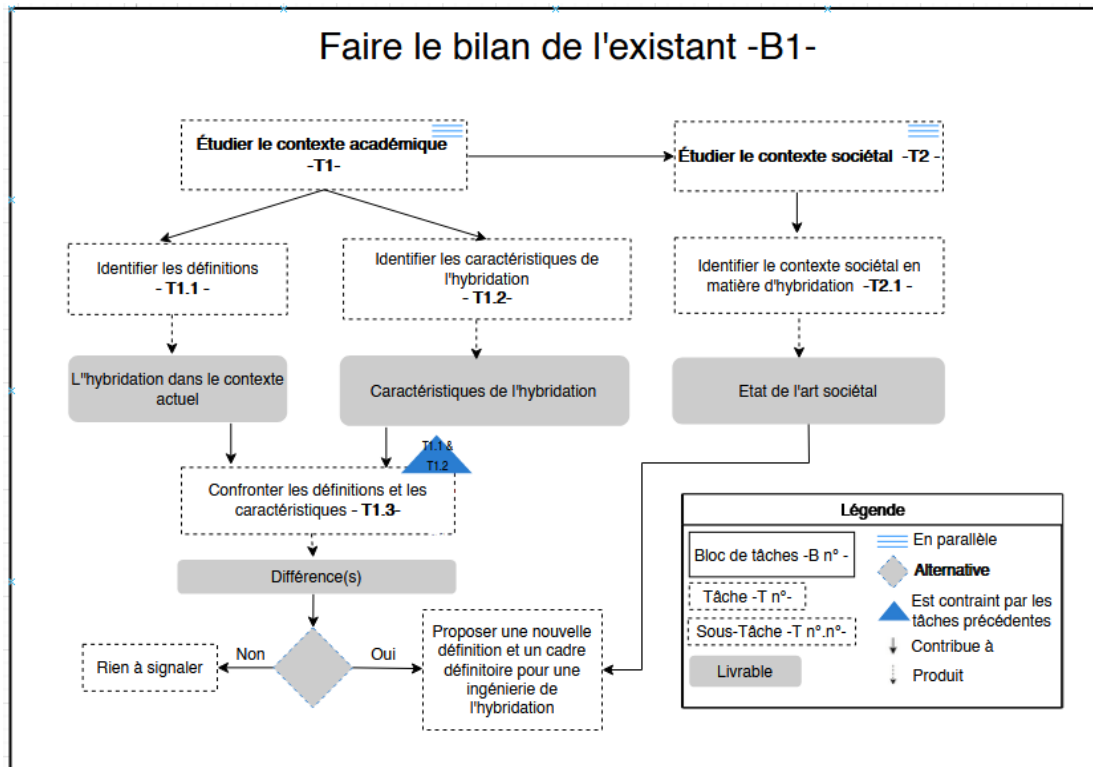 Faire le bilan de l'existant -B1-
Étudier le contexte académique
-T1-
Étudier le contexte sociétal -T2 -
Identifier les définitions
- T1.1 -
Identifier les caractéristiques de
l'hybridation
- T1.2-
Identifier le contexte sociétal en
matière d'hybridation -T2.1 -
L''hybridation dans le contexte
actuel
Caractéristiques de l'hybridation
Etat de l'art sociétal
T1.1 &
T1.2
Confronter les définitions et les
caractéristiques - T1.3-
Différence(s)
Non
Oui
Rien à signaler
Proposer une nouvelle
définition et un cadre
définitoire pour une
ingénierie de
l'hybridation
Légende
Bloc de tâches -B n° -
Tâche -T n°-
Sous-Tâche -T n°.n°-
Livrable
En parallèle
Alternative
Est contraint par les
tâches précédentes
Contribue à
Produit